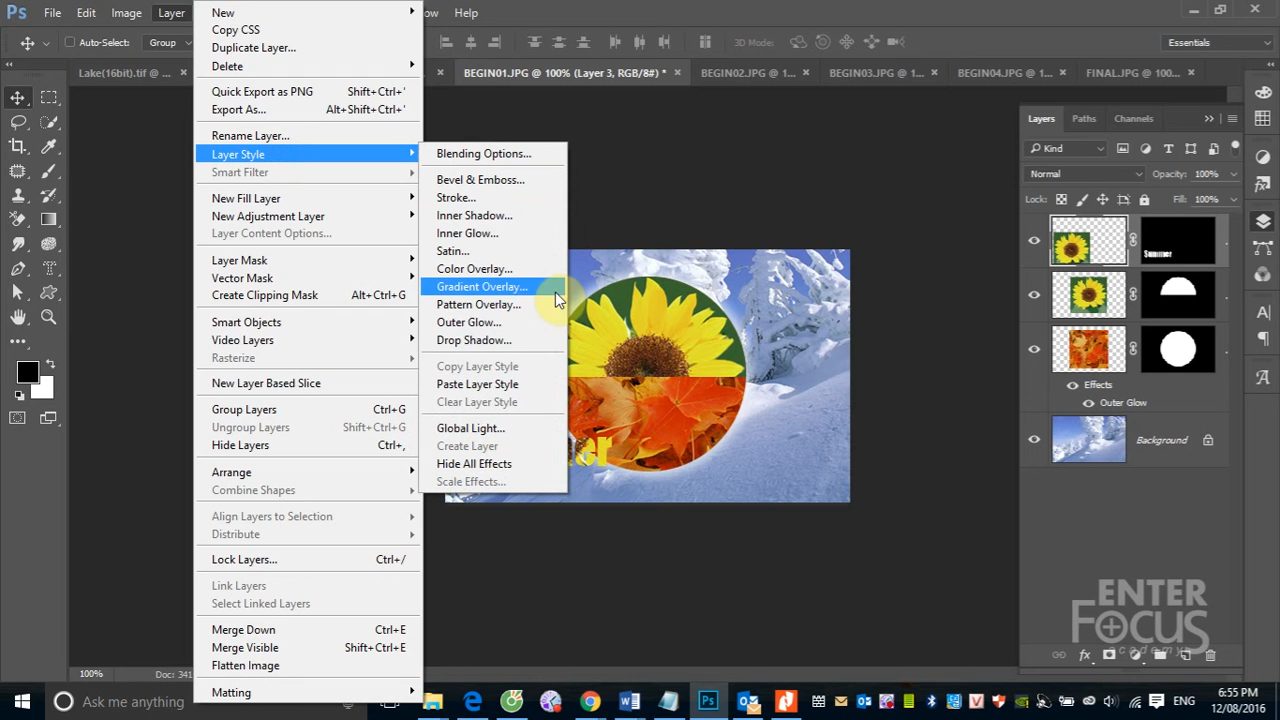 Ps File Edit Image Layer ow Help
Auto-Select: Group 3D Mode: Essentials
Lake(16bit).tif @ ... BEGIN01.JPG @ 100% (Layer 3, RGB/8#) * BEGIN02.JPG @ 1... BEGIN03.JPG @ 1... BEGIN04.JPG @ 1... FINAL.JPG @ 100...
New
Copy CSS
Duplicate Layer...
Delete
Quick Export as PNG Shift+Ctrl+'
Export As... Alt+Shift+Ctrl+'
Rename Layer...
Layer Style
Smart Filter
New Fill Layer
New Adjustment Layer
Layer Content Options...
Layer Mask
Vector Mask
Create Clipping Mask Alt+Ctrl+G
Smart Objects
Video Layers
Rasterize
New Layer Based Slice
Group Layers Ctrl+G
Ungroup Layers Shift+Ctrl+G
Hide Layers Ctrl+,
Arrange
Combine Shapes
Align Layers to Selection
Distribute
Lock Layers... Ctrl+/
Link Layers
Select Linked Layers
Merge Down Ctrl+E
Merge Visible Shift+Ctrl+E
Flatten Image
Matting
Blending Options...
Bevel & Emboss...
Stroke...
Inner Shadow...
Inner Glow...
Satin...
Color Overlay...
Gradient Overlay...
Pattern Overlay...
Outer Glow...
Drop Shadow...
Copy Layer Style
Paste Layer Style
Clear Layer Style
Global Light...
Create Layer
Hide All Effects
Scale Effects...
er
Layers Paths Channels
Kind
Normal Opacity: 100%
Lock: Fill: 100%
Summer
Effects
Outer Glow
Background
ENTER
FOCUS
academy
100% Doc: 341
Ask me anything
ENG
6:55 PM
12/08/2016